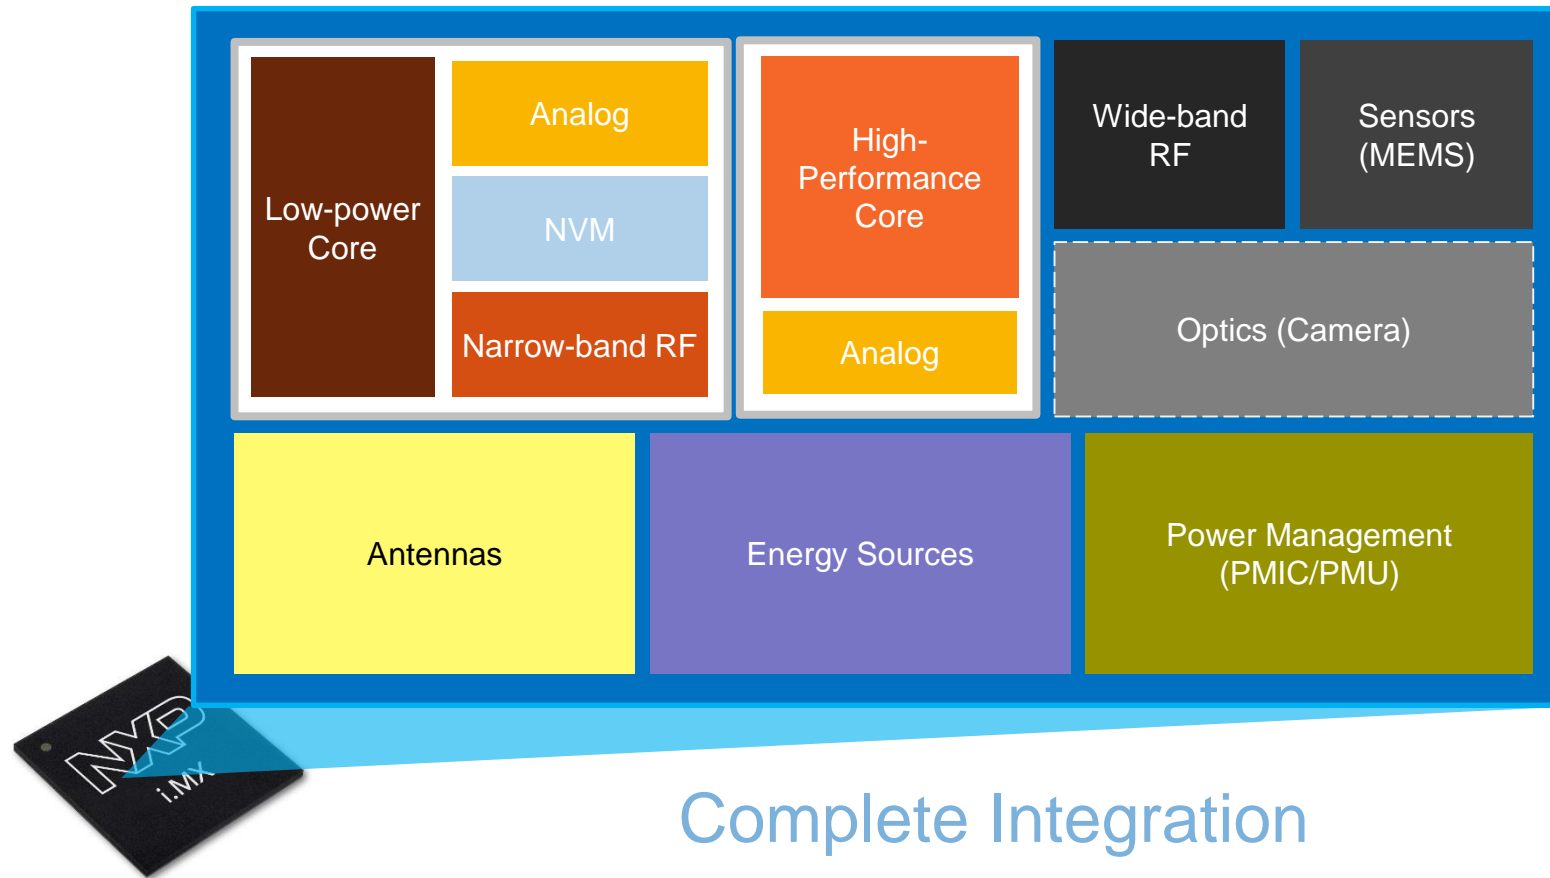 Low-power
Core
Analog
NVM
Narrow-band RF
High-
Performance
Core
Analog
Wide-band
RF
Sensors
(MEMS)
Optics (Camera)
Antennas
Energy Sources
Power Management
(PMIC/PMU)
NXP
i.MX
Complete Integration